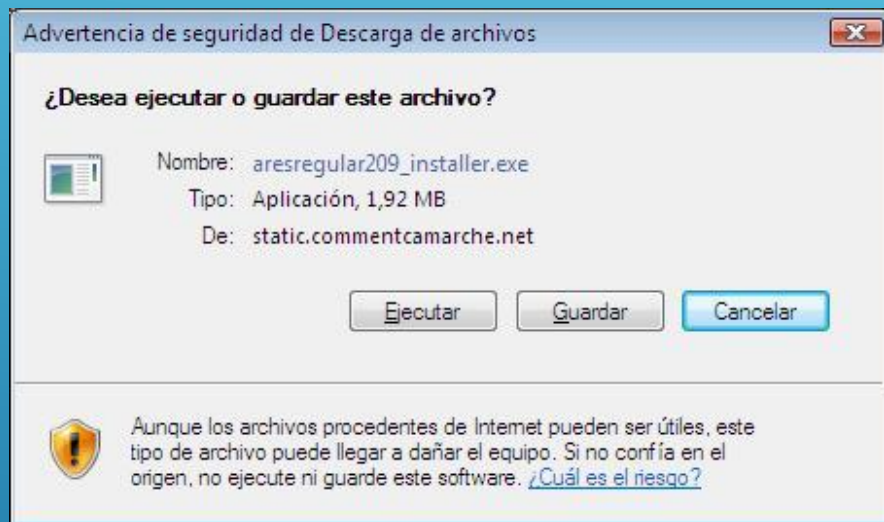 Advertencia de seguridad de Descarga de archivos
¿Desea ejecutar o guardar este archivo?
Nombre: aresregular209_installer.exe
Tipo: Aplicación, 1,92 MB
De: static.commentcamarche.net
Ejecutar Guardar Cancelar
Aunque los archivos procedentes de Internet pueden ser útiles, este
tipo de archivo puede llegar a dañar el equipo. Si no confía en el
origen, no ejecute ni guarde este software. ¿Cuál es el riesgo?